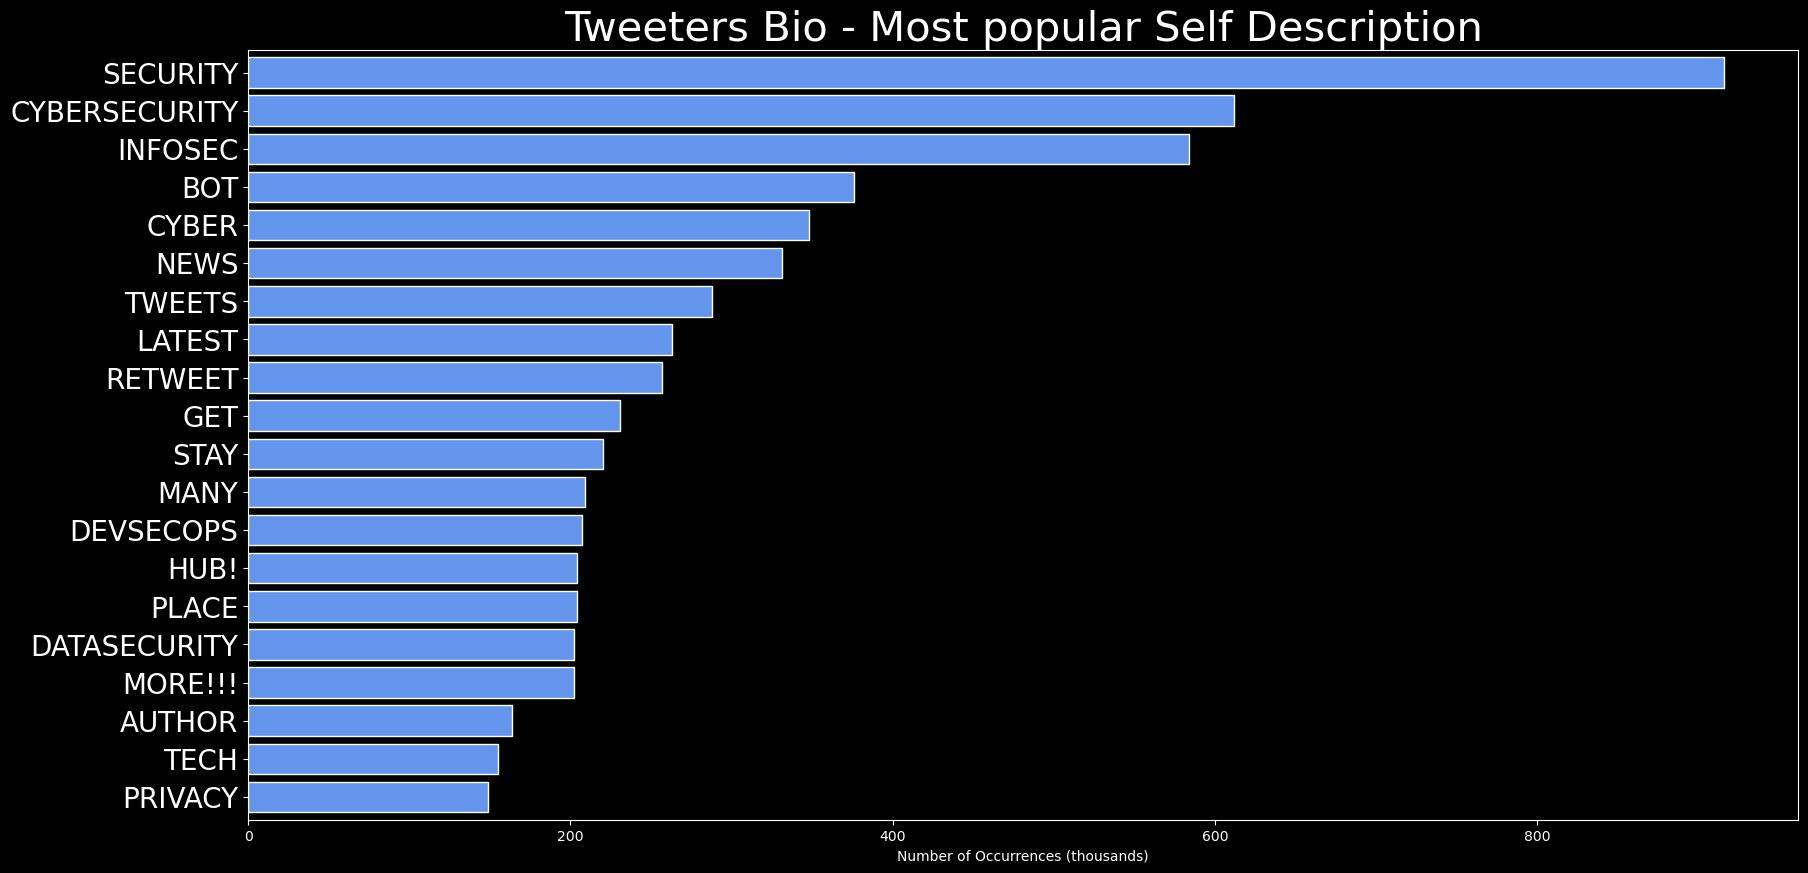 Tweeters Bio - Most popular Self Description
SECURITY
CYBERSECURITY
INFOSEC
BOT
CYBER
NEWS
TWEETS
LATEST
RETWEET
GET
STAY
MANY
DEVSECOPS
HUB!
PLACE
DATASECURITY
MORE!!!
AUTHOR
TECH
PRIVACY
0 200 400 600 800
Number of Occurrences (thousands)